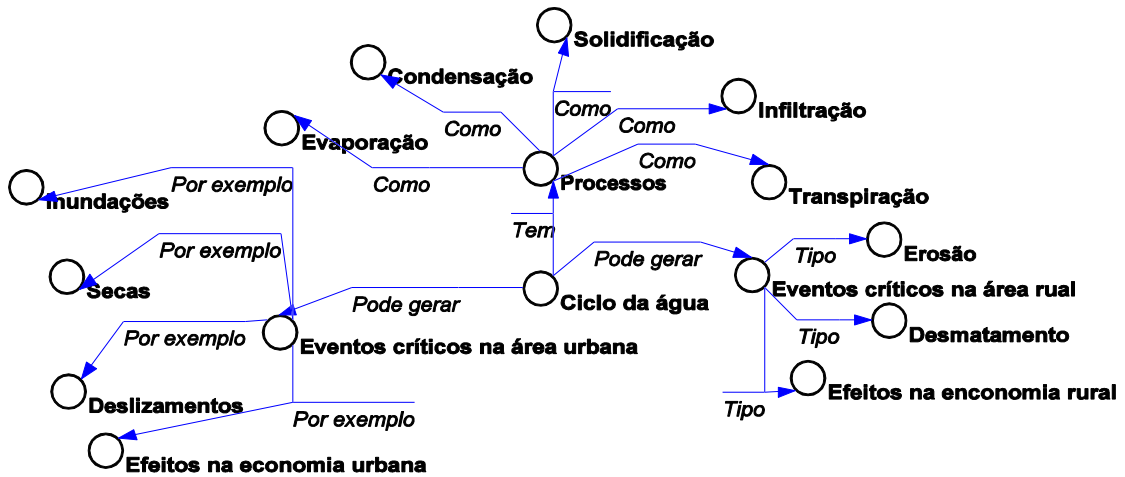 Solidificação
Condensação
Como
Infiltração
Como
Como
Evaporação
Como
Transpiração
Como
Processos
Por exemplo
Inundações
Tem
Por exemplo
Secas
Pode gerar
Tipo
Erosão
Eventos críticos na área rual
Pode gerar
Ciclo da água
Por exemplo
Eventos críticos na área urbana
Tipo
Desmatamento
Deslizamentos
Por exemplo
Tipo
Efeitos na enconomia rural
Efeitos na economia urbana